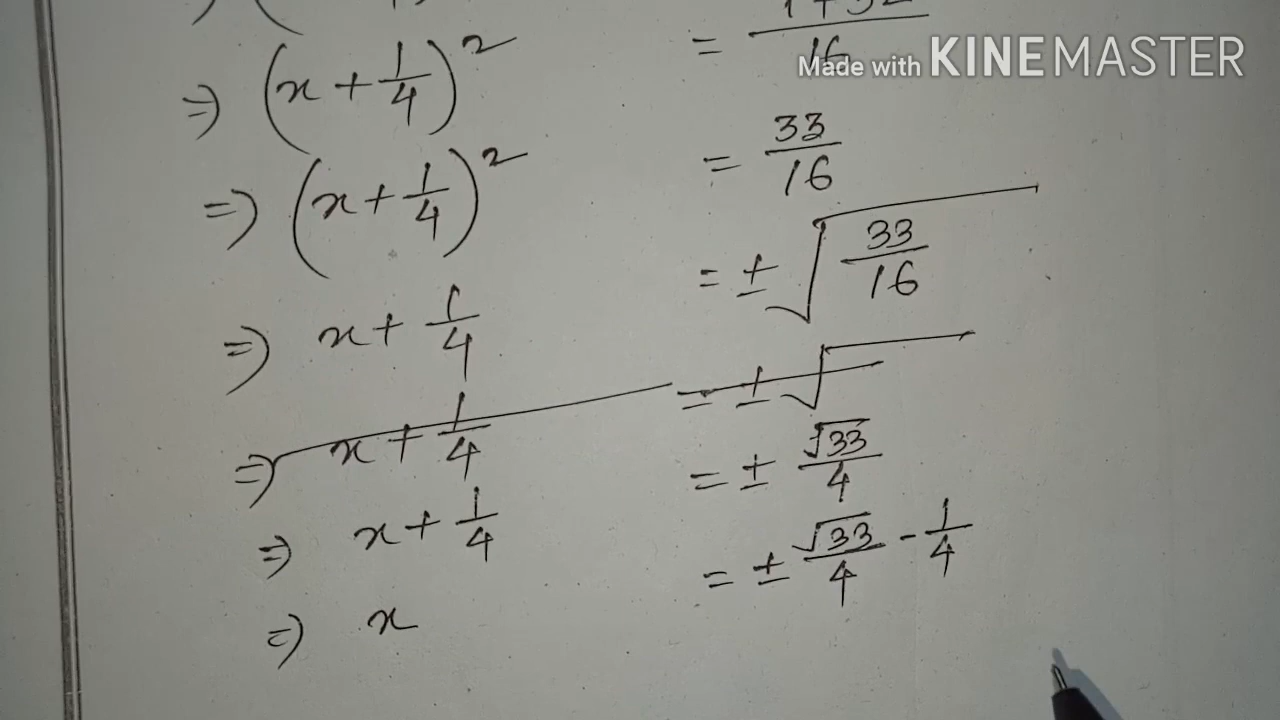 ⇒ (x + 1/4)² = 1+32/16
Made with KINEMASTER
⇒ (x + 1/4)² = 33/16
⇒ x + 1/4 = ± √33/16
⇒ x + 1/4 = ± √
⇒ x + 1/4 = ± √33/4
⇒ x = ± √33/4 - 1/4